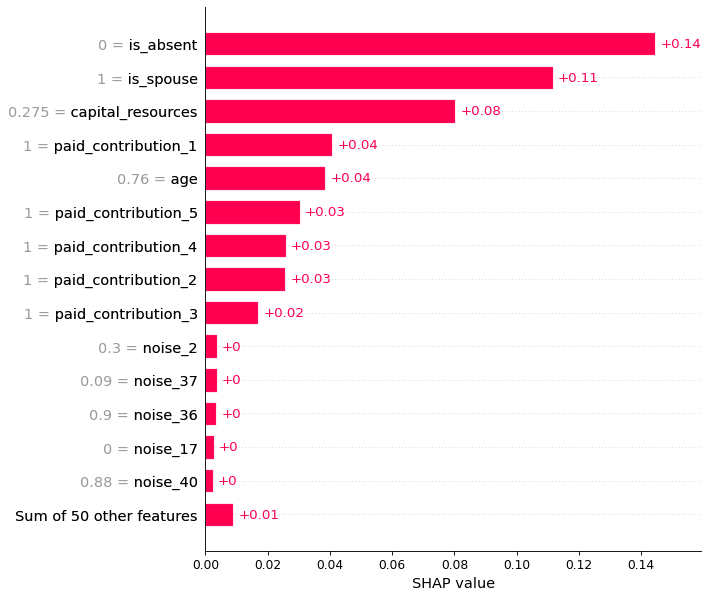 0 = is_absent +0.14
1 = is_spouse +0.11
0.275 = capital_resources +0.08
1 = paid_contribution_1 +0.04
0.76 = age +0.04
1 = paid_contribution_5 +0.03
1 = paid_contribution_4 +0.03
1 = paid_contribution_2 +0.03
1 = paid_contribution_3 +0.02
0.3 = noise_2 +0
0.09 = noise_37 +0
0.9 = noise_36 +0
0 = noise_17 +0
0.88 = noise_40 +0
Sum of 50 other features +0.01
0.00 0.02 0.04 0.06 0.08 0.10 0.12 0.14
SHAP value